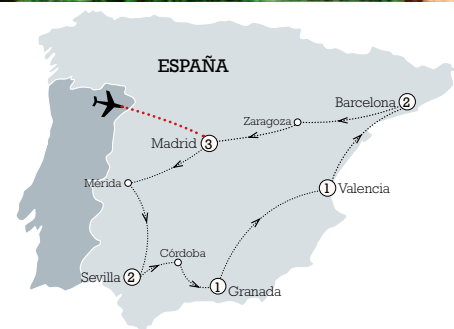 ESPAÑA
Barcelona 2
Zaragoza
Madrid 3
Mérida
1 Valencia
Córdoba
Sevilla 2
1 Granada